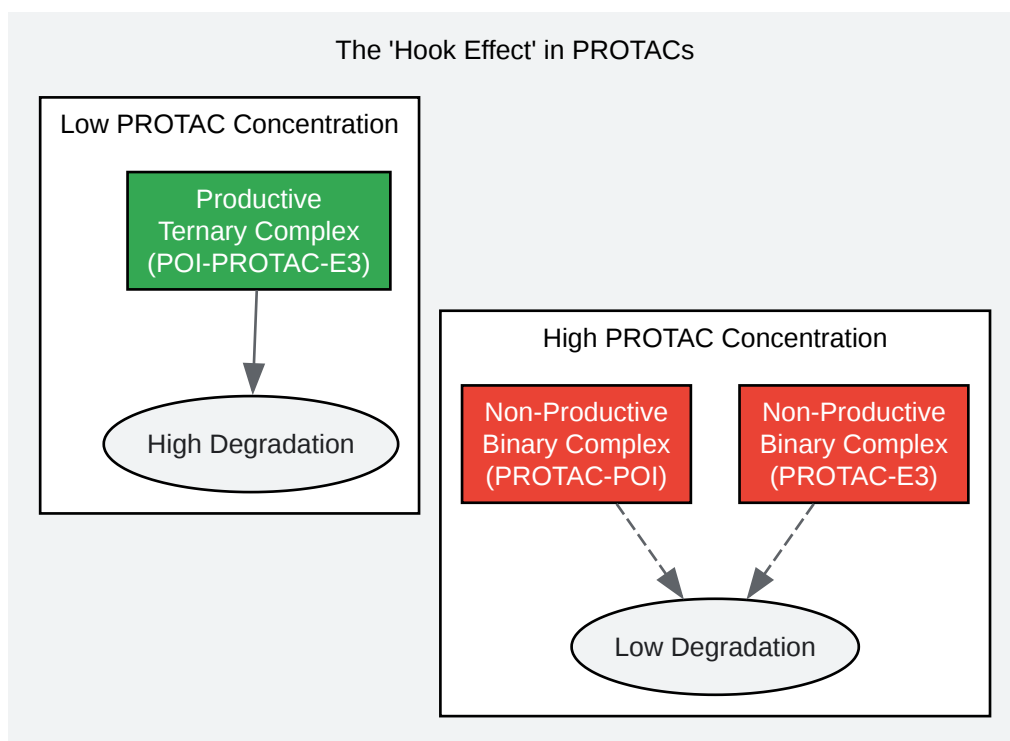 The 'Hook Effect' in PROTACs
Low PROTAC Concentration
Productive
Ternary Complex
(POI-PROTAC-E3)
High Degradation
High PROTAC Concentration
Non-Productive
Binary Complex
(PROTAC-POI)
Non-Productive
Binary Complex
(PROTAC-E3)
Low Degradation